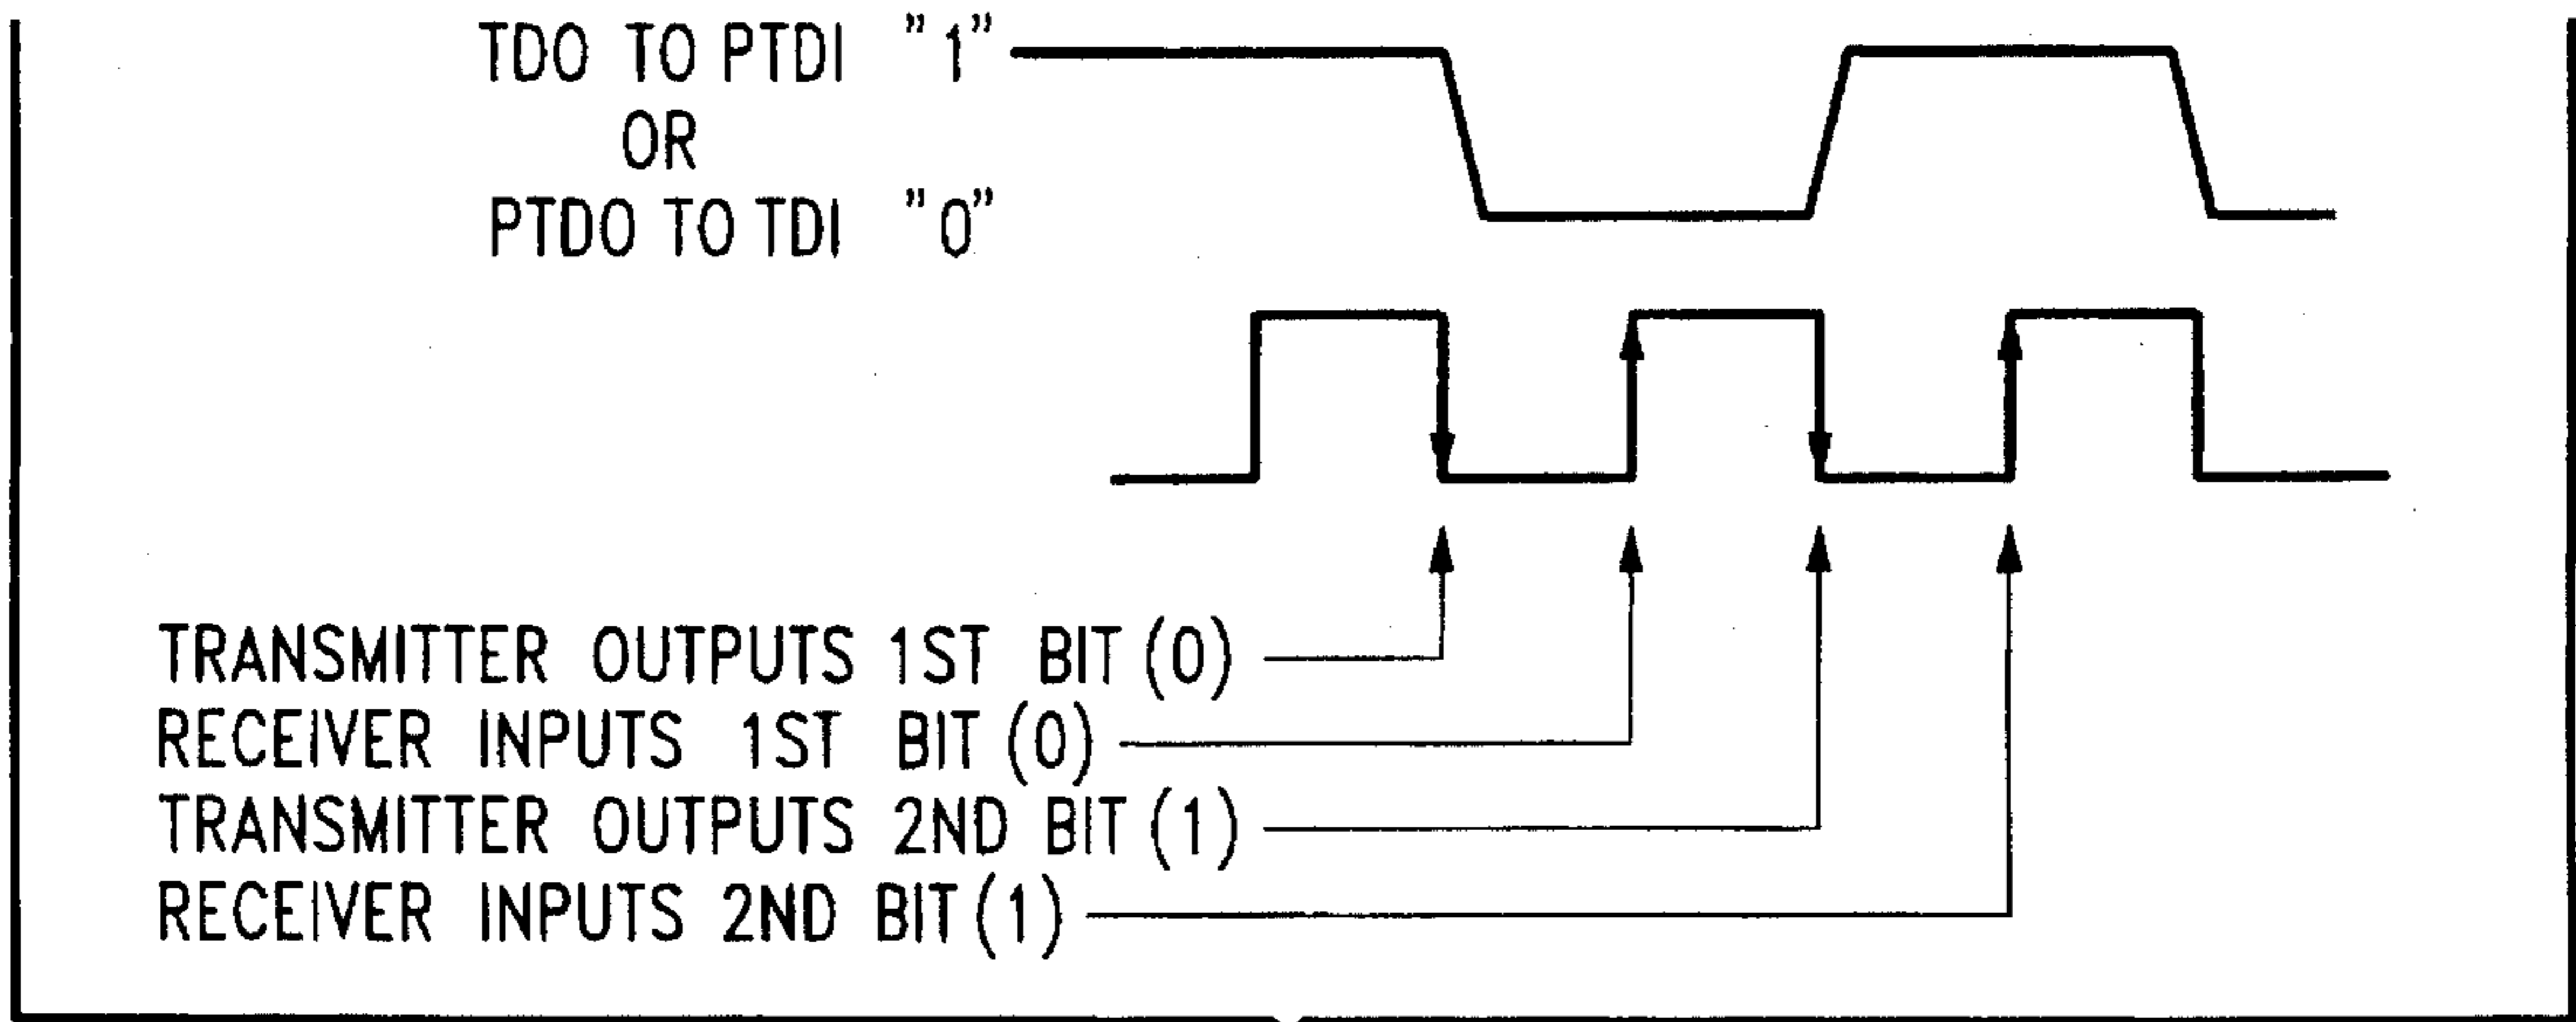 TDO TO PTDI "1"
OR
PTDO TO TDI "0"
TRANSMITTER OUTPUTS 1ST BIT (0)
RECEIVER INPUTS 1ST BIT (0)
TRANSMITTER OUTPUTS 2ND BIT (1)
RECEIVER INPUTS 2ND BIT (1)